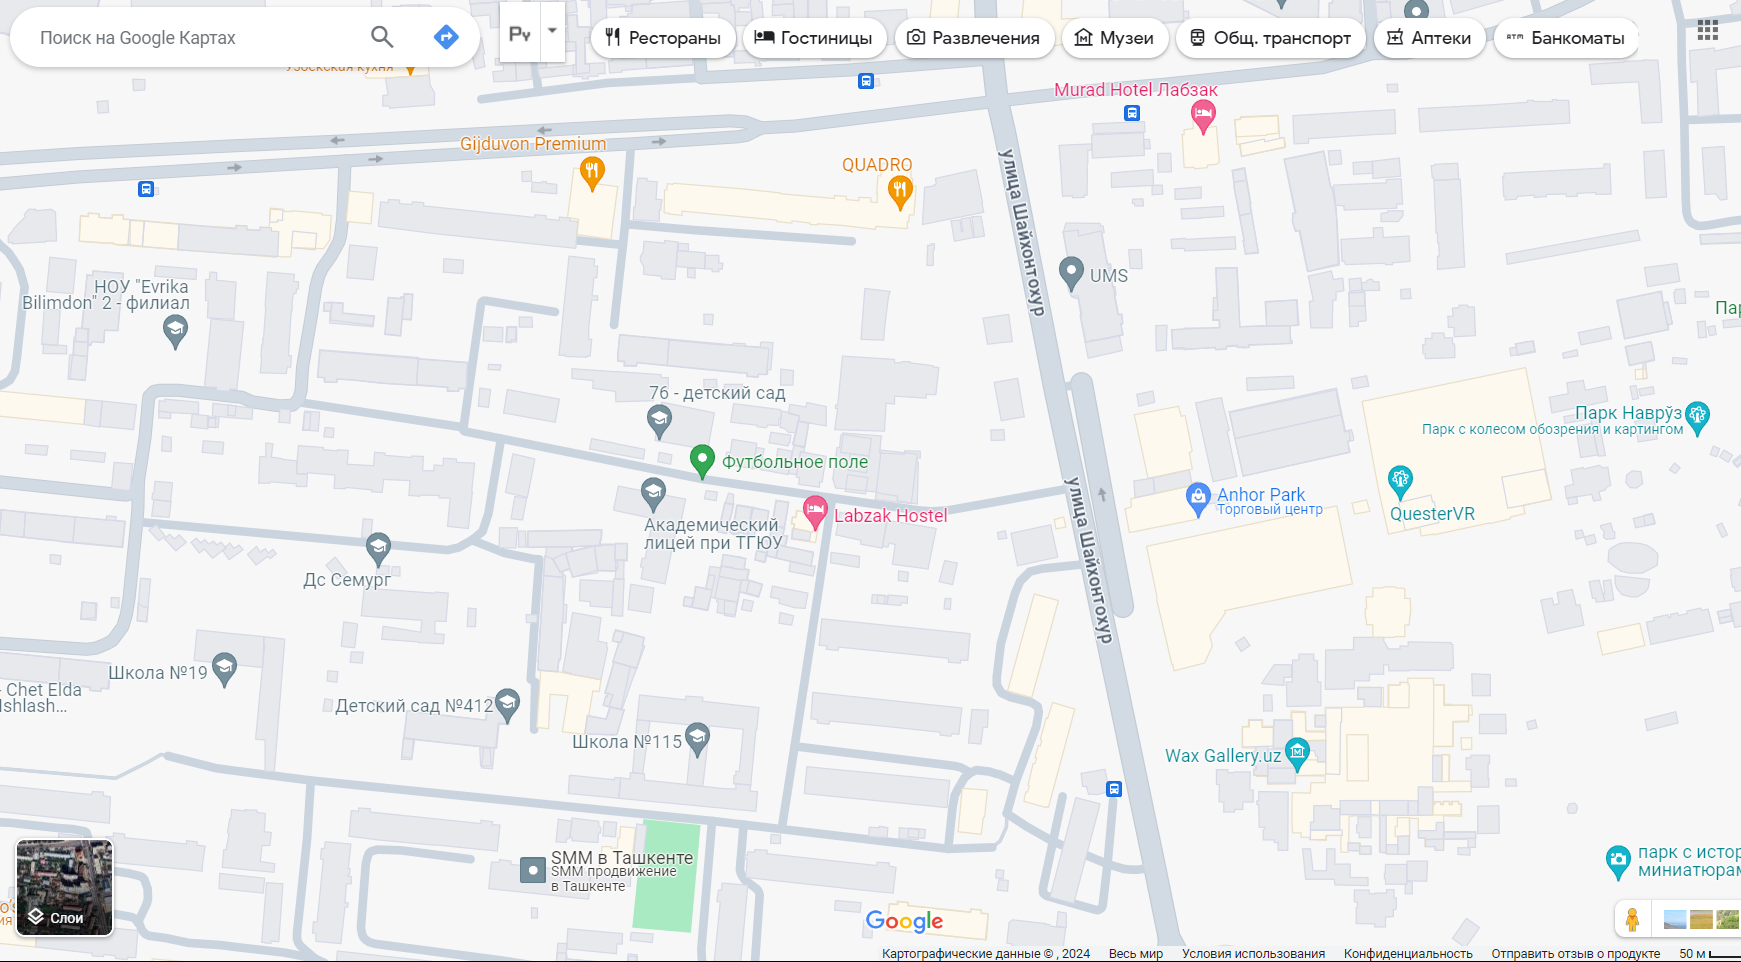 Поиск на Google Картах
Рестораны
Гостиницы
Развлечения
Музеи
Общ. транспорт
Аптеки
ATM Банкоматы
Узбекская кухня
Murad Hotel Лабзак
Gijduvon Premium
QUADRO
улица Шайхонтохур
UMS
НОУ "Evrika
Bilimdon" 2 - филиал
Пар
76 - детский сад
Парк Наврўз
Парк с колесом обозрения и картингом
Футбольное поле
Anhor Park
Торговый центр
QuesterVR
Labzak Hostel
Академический
лицей при ТГЮУ
улица Шайхонтохур
Дс Семург
Школа №19
- Chet Elda
Ishlash...
Детский сад №412
Школа №115
Wax Gallery.uz
SMM в Ташкенте
SMM продвижение
в Ташкенте
парк с истор
миниатюрам
Слои
Google
Картографические данные © , 2024
Весь мир
Условия использования
Конфиденциальность
Отправить отзыв о продукте
50 м